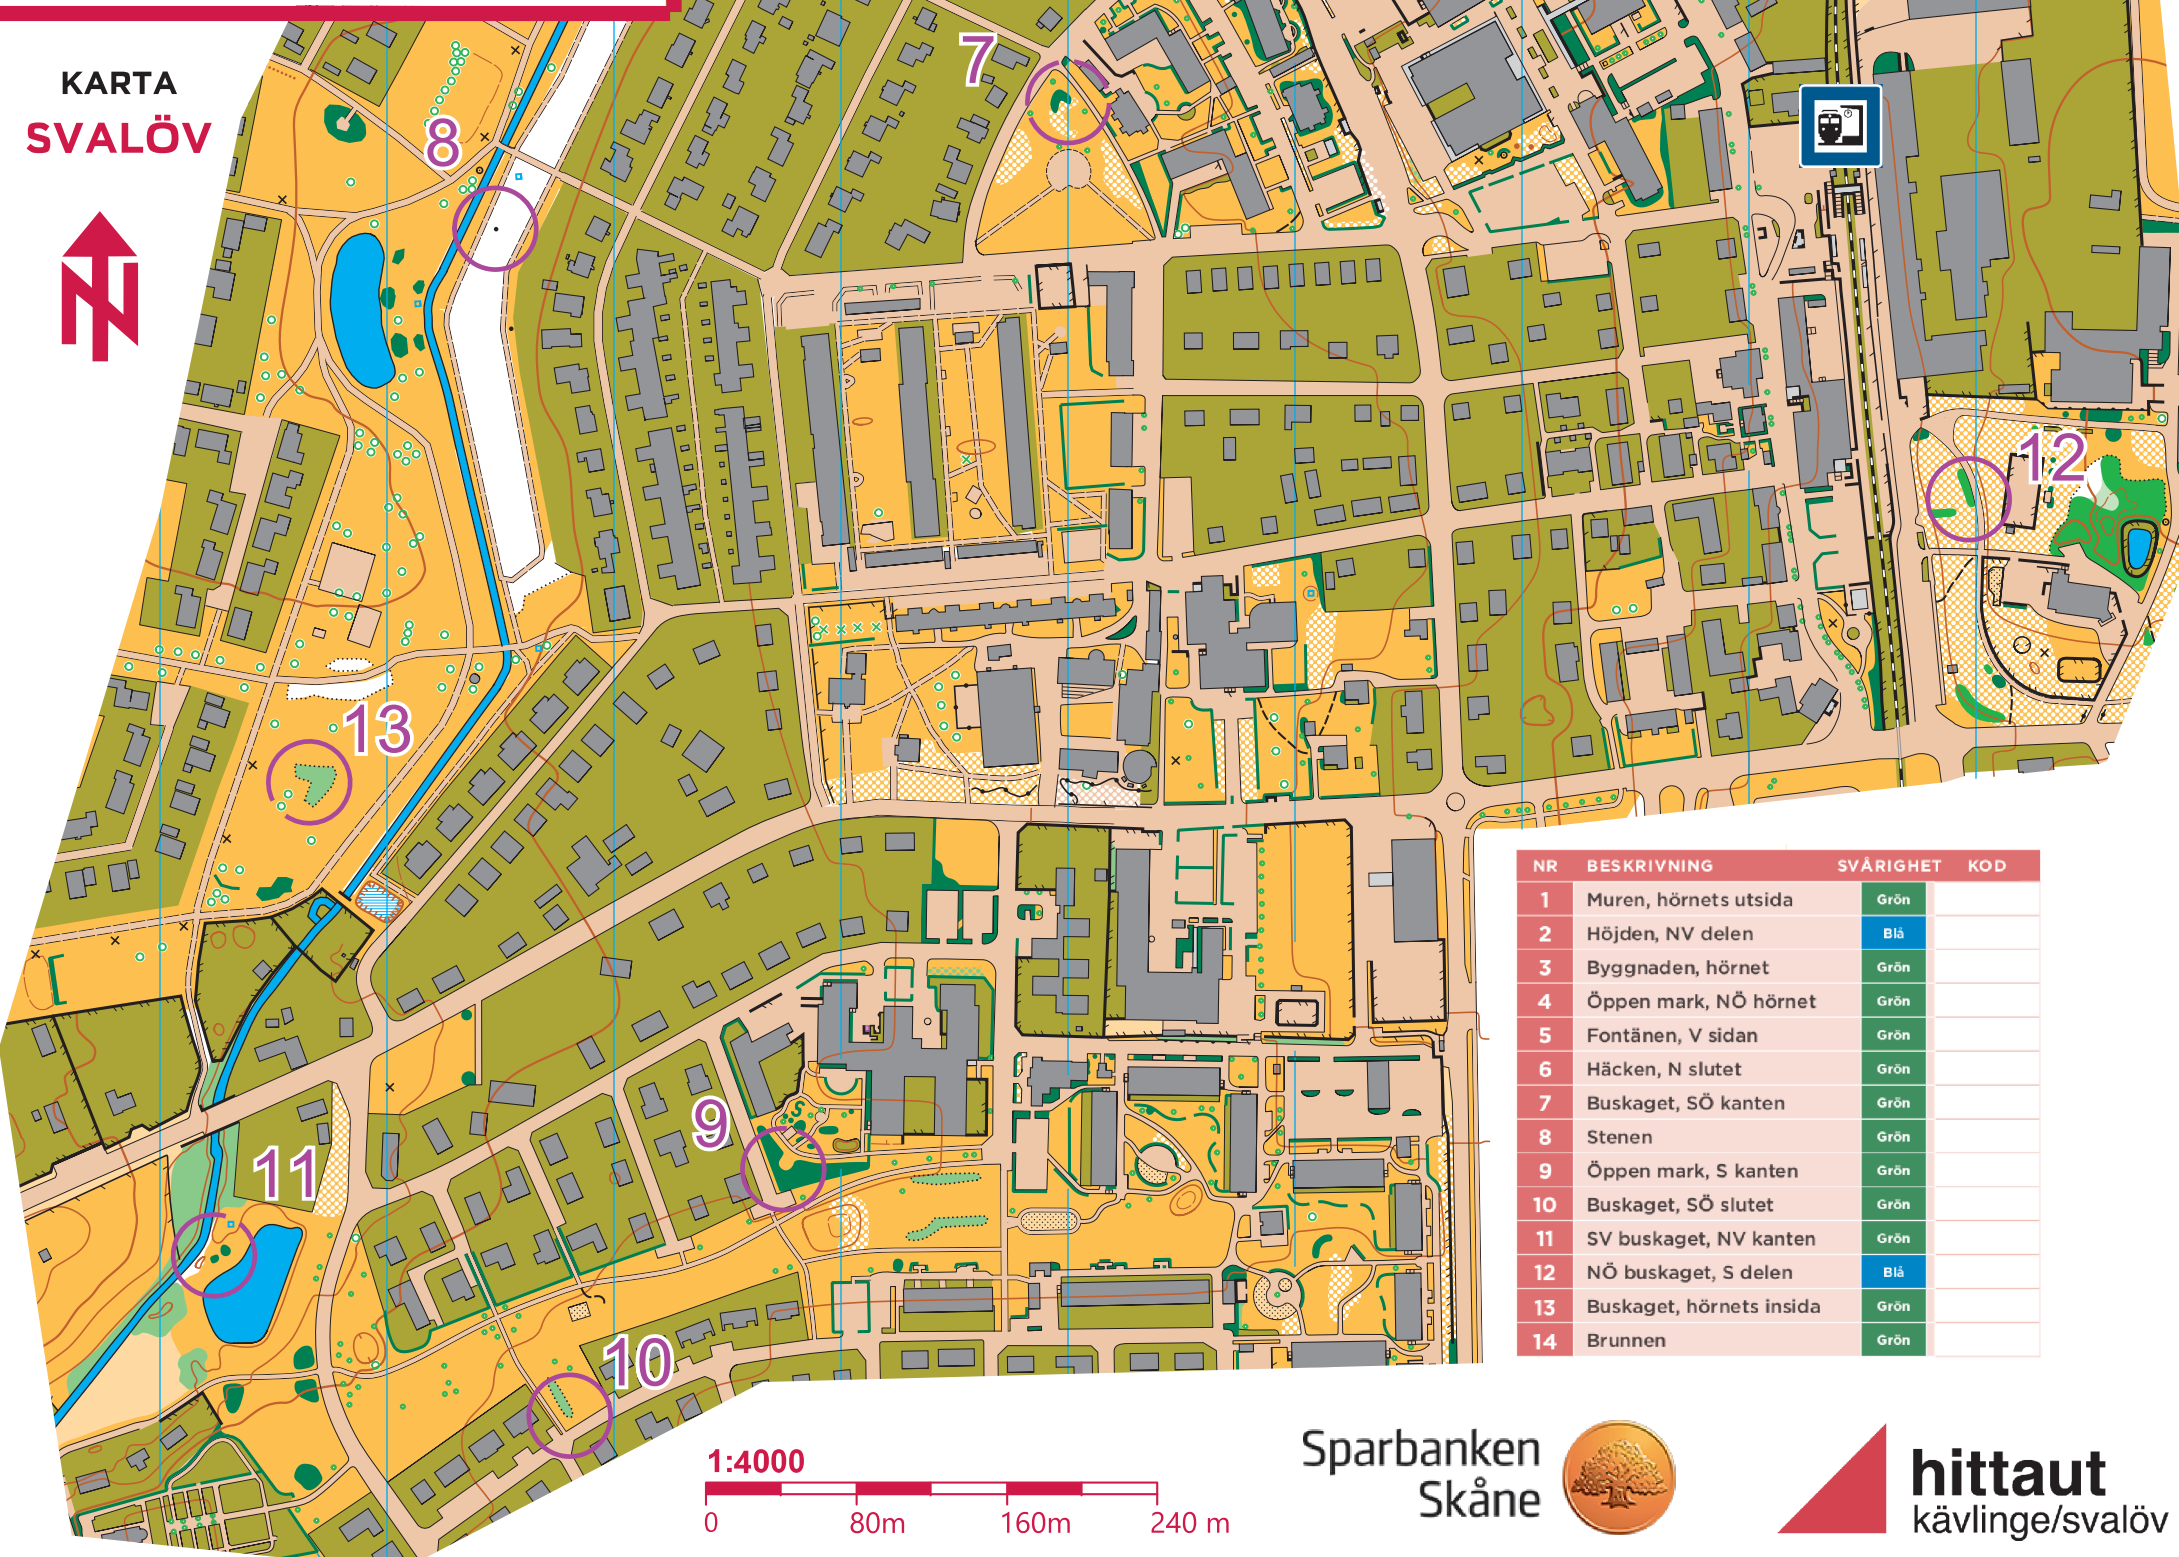 KARTA
SVALÖV
N
7
8
12
13
9
11
10
NR BESKRIVNING SVÅRIGHET KOD
1 Muren, hörnets utsida Grön
2 Höjden, NV delen Blå
3 Byggnaden, hörnet Grön
4 Öppen mark, NÖ hörnet Grön
5 Fontänen, V sidan Grön
6 Häcken, N slutet Grön
7 Buskaget, SÖ kanten Grön
8 Stenen Grön
9 Öppen mark, S kanten Grön
10 Buskaget, SÖ slutet Grön
11 SV buskaget, NV kanten Grön
12 NÖ buskaget, S delen Blå
13 Buskaget, hörnets insida Grön
14 Brunnen Grön
1:4000
0 80m 160m 240 m
Sparbanken
Skåne
hittaut
kävlinge/svalöv